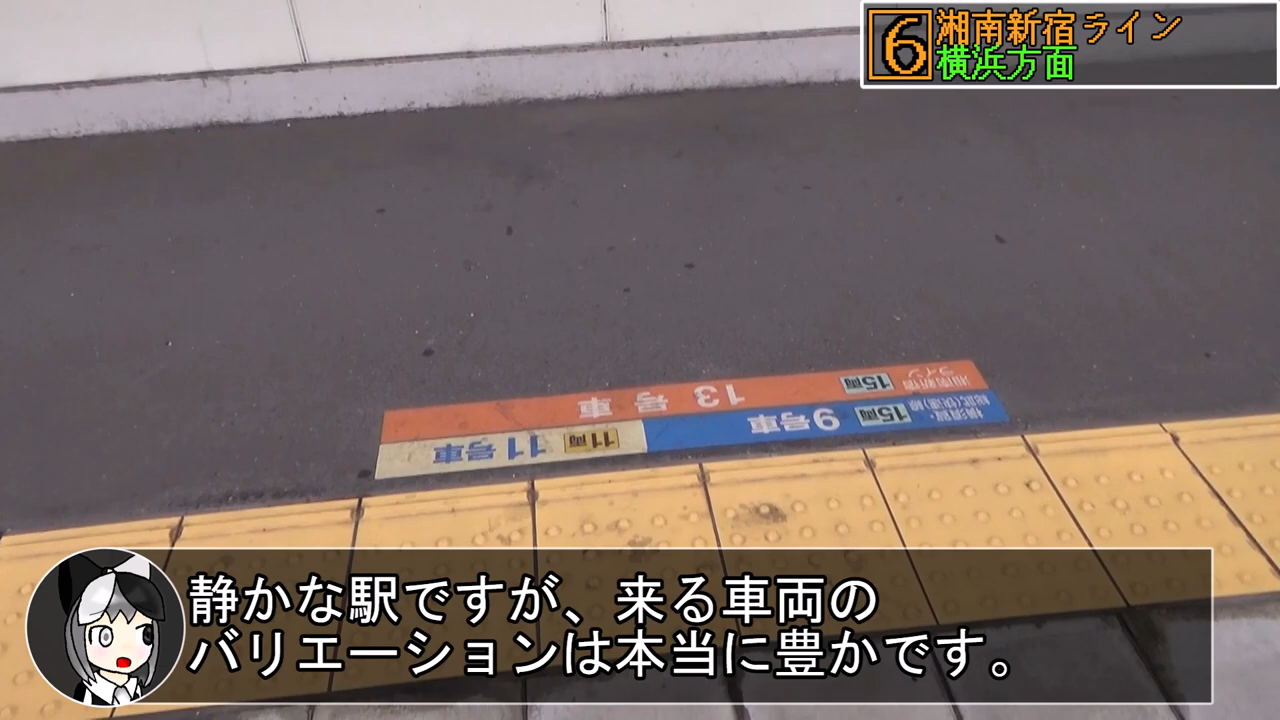 6
湘南新宿ライン
横浜方面
湘南新宿
ライン
15両
13号車
横須賀・
総武(快速)線
15両
9号車
11両
11号車
静かな駅ですが、来る車両の
バリエーションは本当に豊かです。